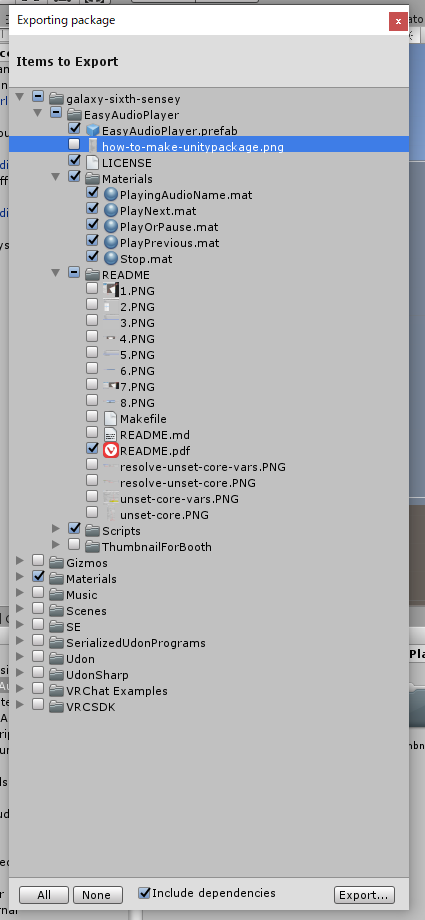 Exporting package
x
Items to Export
galaxy-sixth-sensey
EasyAudioPlayer
EasyAudioPlayer.prefab
how-to-make-unitypackage.png
LICENSE
Materials
PlayingAudioName.mat
PlayNext.mat
PlayOrPause.mat
PlayPrevious.mat
Stop.mat
README
1.PNG
2.PNG
3.PNG
4.PNG
5.PNG
6.PNG
7.PNG
8.PNG
Makefile
README.md
README.pdf
resolve-unset-core-vars.PNG
resolve-unset-core.PNG
unset-core-vars.PNG
unset-core.PNG
Scripts
ThumbnailForBooth
Gizmos
Materials
Music
Scenes
SE
SerializedUdonPrograms
Udon
UdonSharp
VRChat Examples
VRCSDK
All None Include dependencies Export...